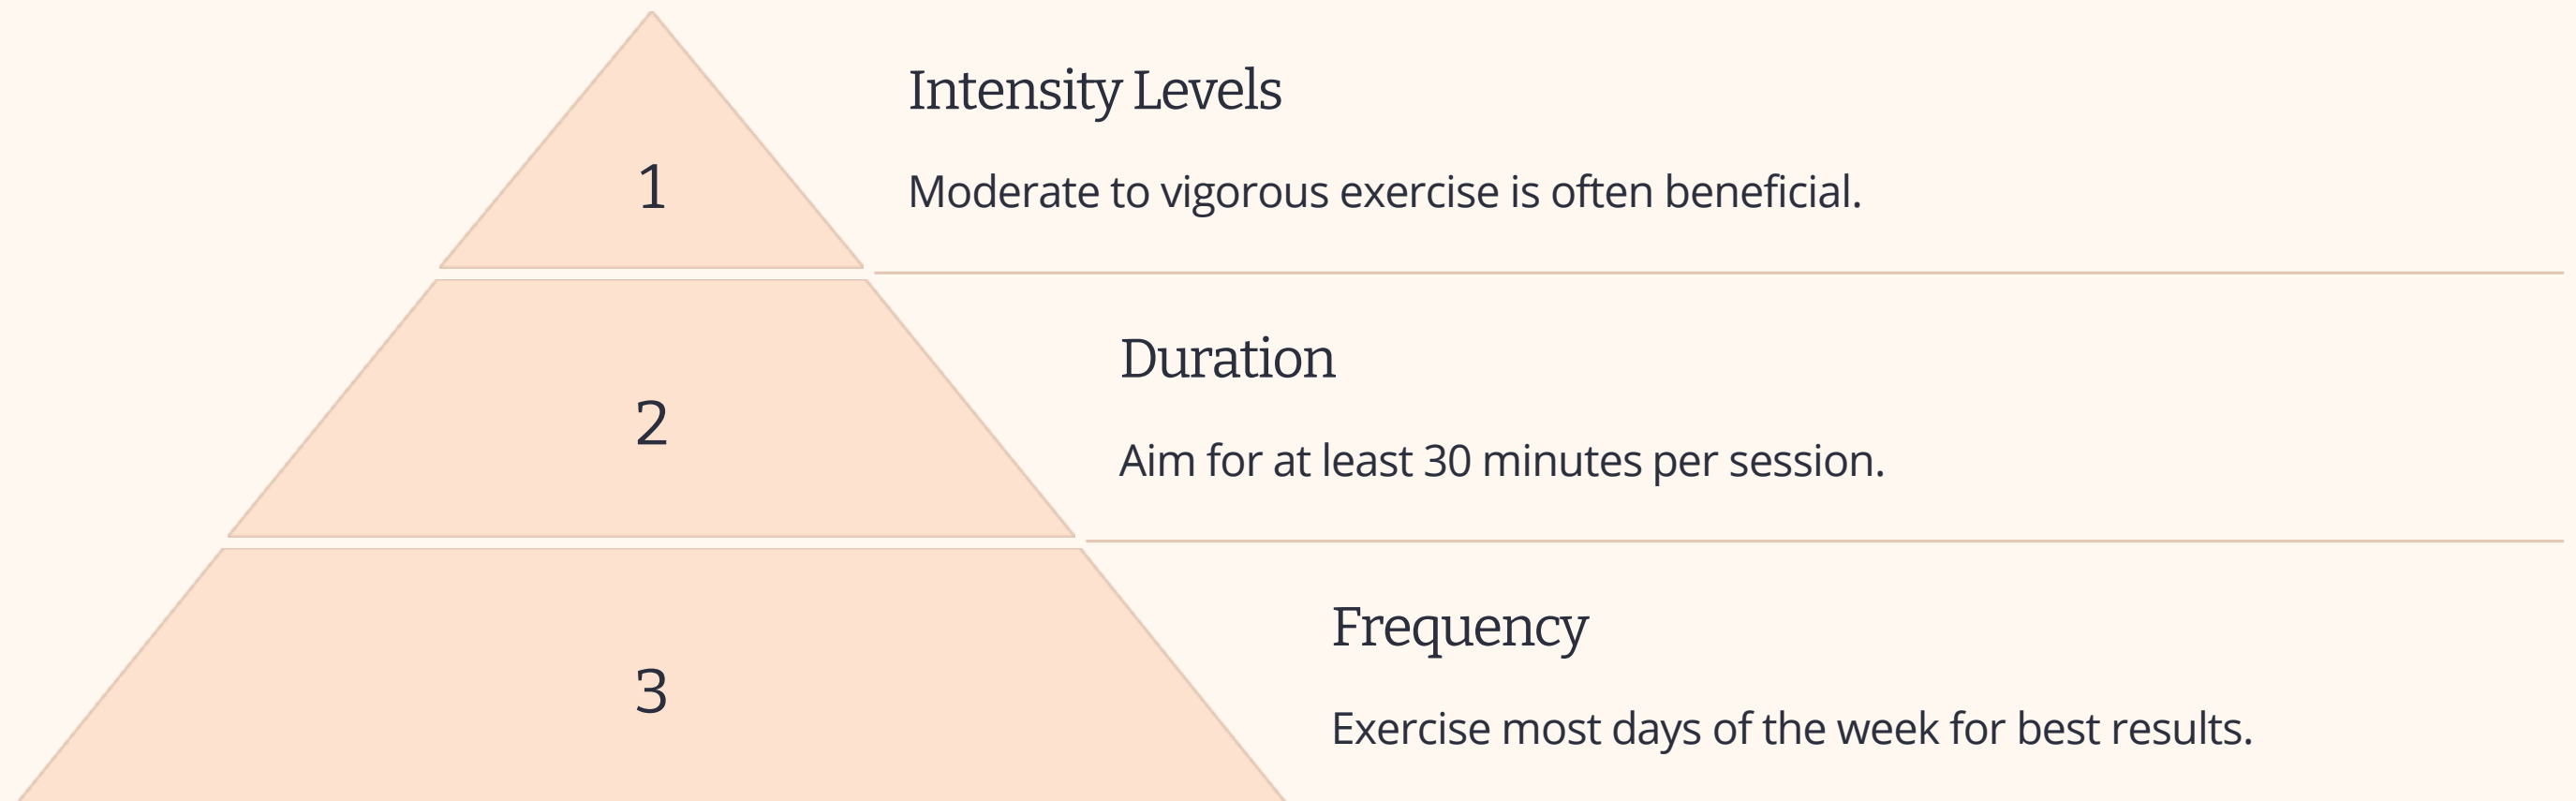 1
Intensity Levels
Moderate to vigorous exercise is often beneficial.
2
Duration
Aim for at least 30 minutes per session.
3
Frequency
Exercise most days of the week for best results.